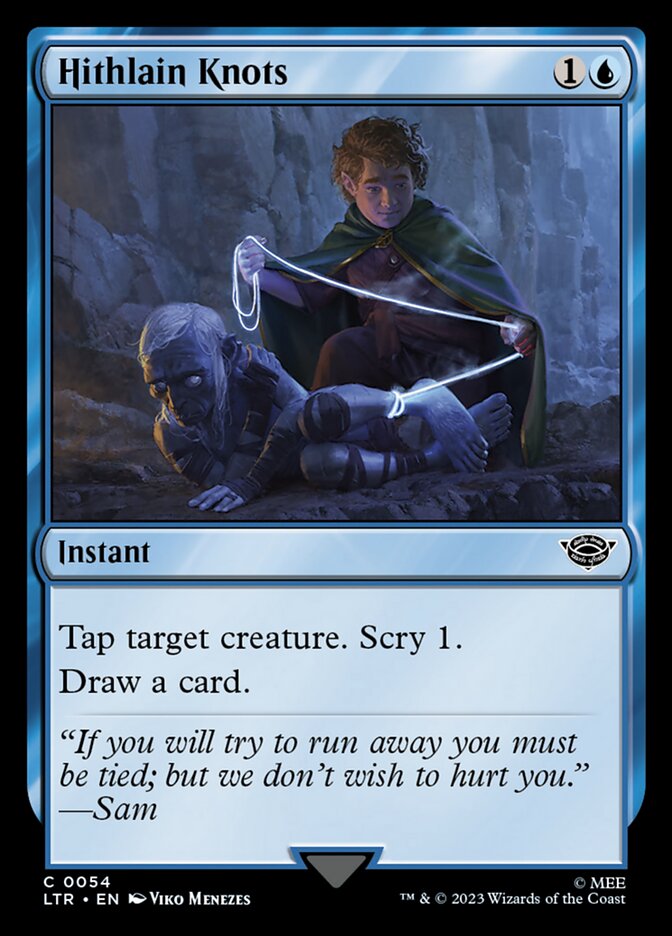 Hithlain Knots
1
Instant
Tap target creature. Scry 1.
Draw a card.
“If you will try to run away you must
be tied; but we don’t wish to hurt you.”
—Sam
C 0054
LTR • EN Viko Menezes
© MEE
™ & © 2023 Wizards of the Coast